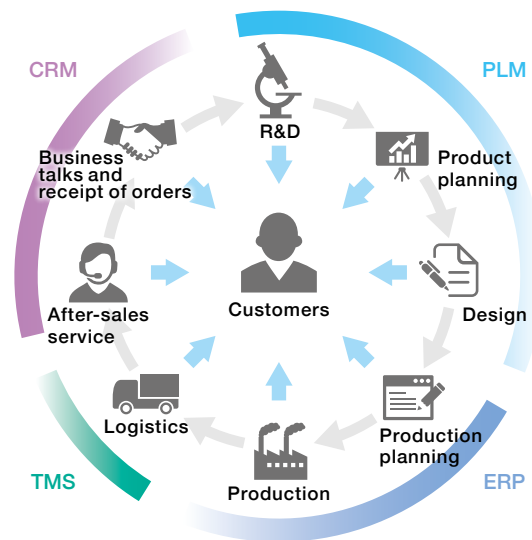 CRM
PLM
R&D
Business
talks and
receipt of orders
Product
planning
After-sales
service
Customers
Design
Logistics
Production
planning
TMS
Production
ERP